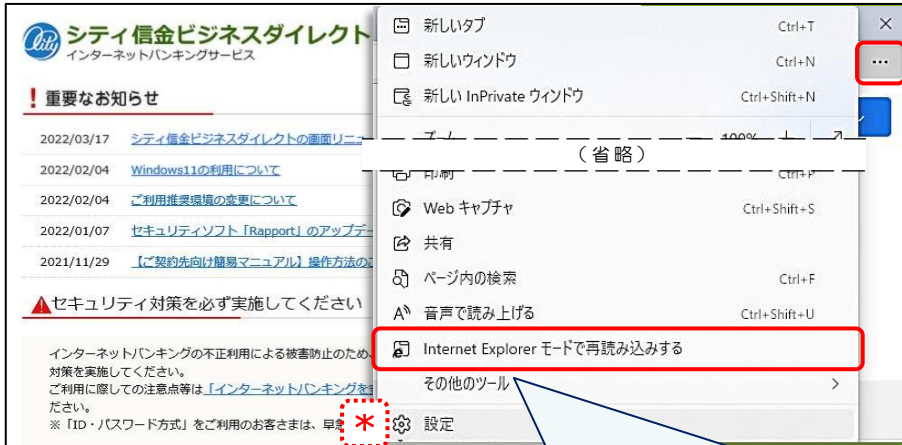 シティ信金ビジネスダイレクト
インターネットバンキングサービス
重要なお知らせ
2022/03/17 シティ信金ビジネスダイレクトの画面リニュー
2022/02/04 Windows11の利用について
2022/02/04 ご利用推奨環境の変更について
2022/01/07 セキュリティソフト「Rapport」のアップデー
2021/11/29 【ご契約先向け簡易マニュアル】操作方法のご
セキュリティ対策を必ず実施してください
インターネットバンキングの不正利用による被害防止のため、
対策を実施してください。
ご利用に際しての注意点等は「インターネットバンキングを
ださい。
※「ID・パスワード方式」をご利用のお客さまは、早急
*
新しいタブ Ctrl+T
新しいウィンドウ Ctrl+N
新しい InPrivate ウィンドウ Ctrl+Shift+N
ズーム 100% +
(省略)
印刷 Ctrl+P
Web キャプチャ Ctrl+Shift+S
共有
ページ内の検索 Ctrl+F
音声で読み上げる Ctrl+Shift+U
Internet Explorer モードで再読み込みする
その他のツール
設定